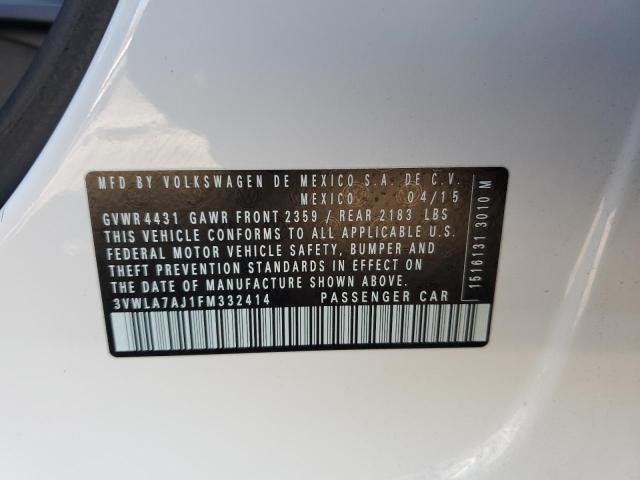 MFD BY VOLKSWAGEN DE MEXICO S.A. DE C.V.
MEXICO 04/15
GVWR 4431 GAWR FRONT 2359 / REAR 2183 LBS
THIS VEHICLE CONFORMS TO ALL APPLICABLE
FEDERAL MOTOR VEHICLE SAFETY, BUMPER AND
THEFT PREVENTION STANDARDS IN EFFECT ON
THE DATE OF MANUFACTURE SHOWN ABOVE.
3VWLA7AJ1FM332414 PASSENGER CAR
1516131 3010 M